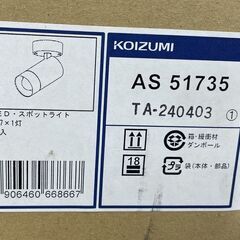 KOIZUMI
AS 51735
TA-240403 ①
ED・スポットライト
7×1灯
入
906460 668667
18
箱・緩衝材
ダンボール
袋(本体・部品)